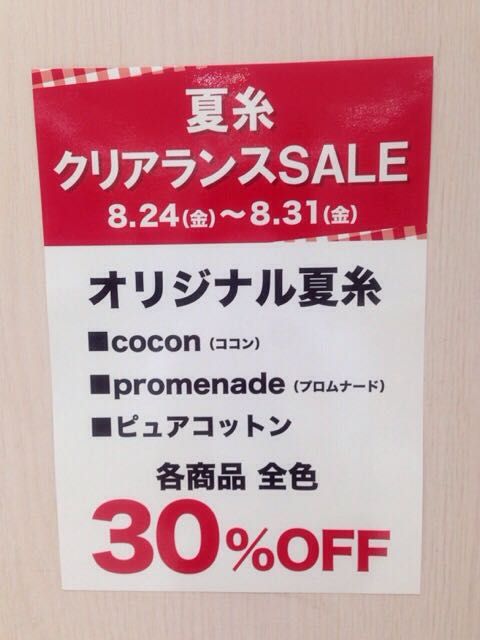 夏糸
クリアランスSALE
8.24(金)～8.31(金)
オリジナル夏糸
■cocon（ココン）
■promenade（プロムナード）
■ピュアコットン
各商品 全色
30%OFF